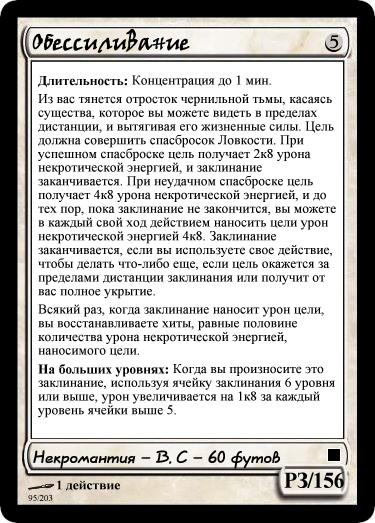 Обессиливание 5
Длительность: Концентрация до 1 мин.
Из вас тянется отросток чернильной тьмы, касаясь
существа, которое вы можете видеть в пределах
дистанции, и вытягивая его жизненные силы. Цель
должна совершить спасбросок Ловкости. При
успешном спасброске цель получает 2к8 урона
некротической энергией, и заклинание
заканчивается. При неудачном спасброске цель
получает 4к8 урона некротической энергией, и до
тех пор, пока заклинание не закончится, вы можете
в каждый свой ход действием наносить цели урон
некротической энергией 4к8. Заклинание
заканчивается, если вы используете свое действие,
чтобы делать что-либо еще, если цель окажется за
пределами дистанции заклинания или получит от
вас полное укрытие.
Всякий раз, когда заклинание наносит урон цели,
вы восстанавливаете хиты, равные половине
количества урона некротической энергией,
наносимого цели.
На больших уровнях: Когда вы произносите это
заклинание, используя ячейку заклинания 6 уровня
или выше, урон увеличивается на 1к8 за каждый
уровень ячейки выше 5.
Некромантия – В, С – 60 футов
1 действие
РЗ/156
95/203